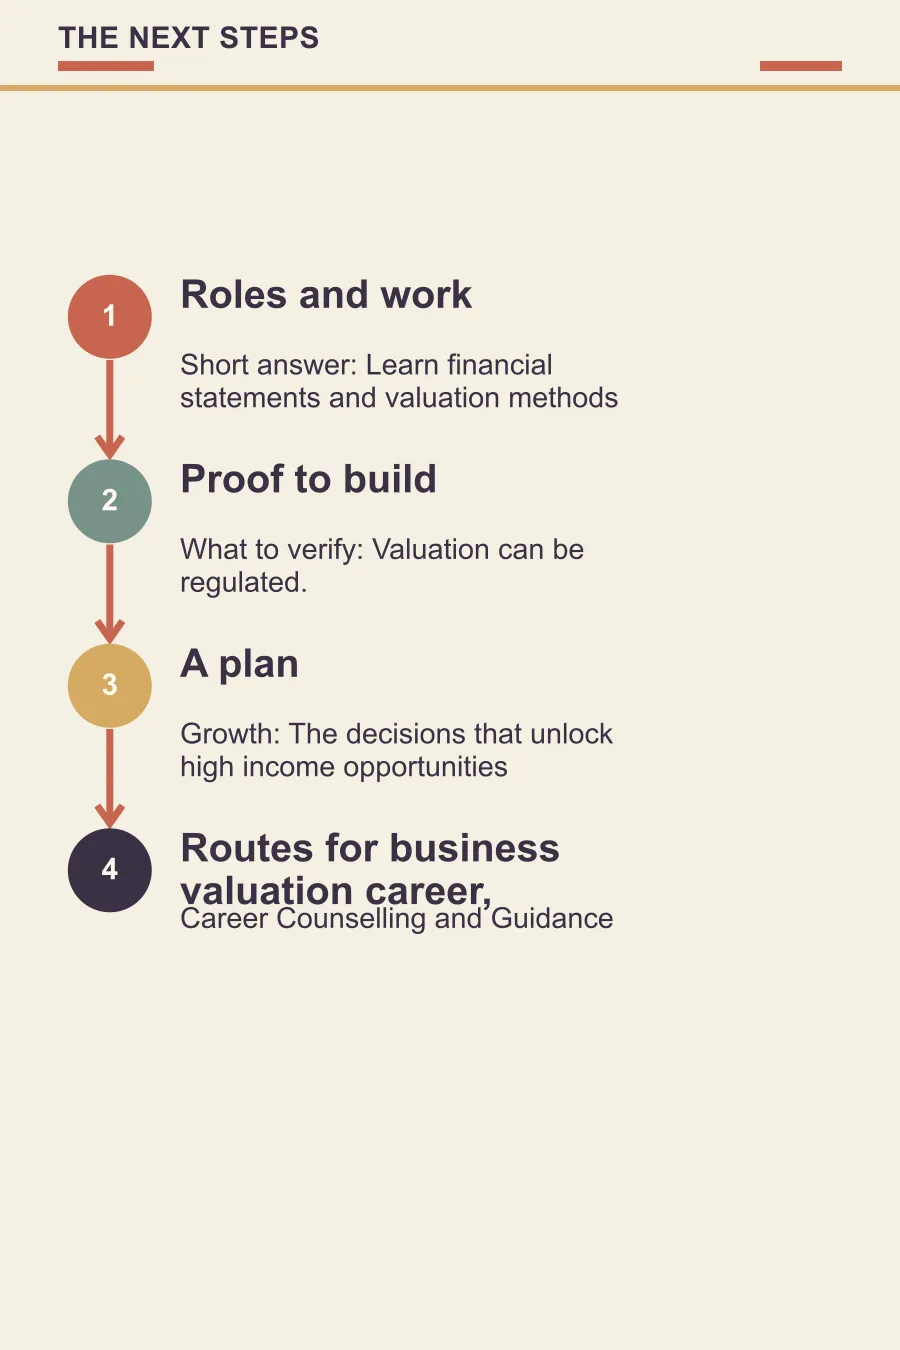 THE NEXT STEPS
1
Roles and work
Short answer: Learn financial
statements and valuation methods
2
Proof to build
What to verify: Valuation can be
regulated.
3
A plan
Growth: The decisions that unlock
high income opportunities
4
Routes for business
valuation career,
Career Counselling and Guidance